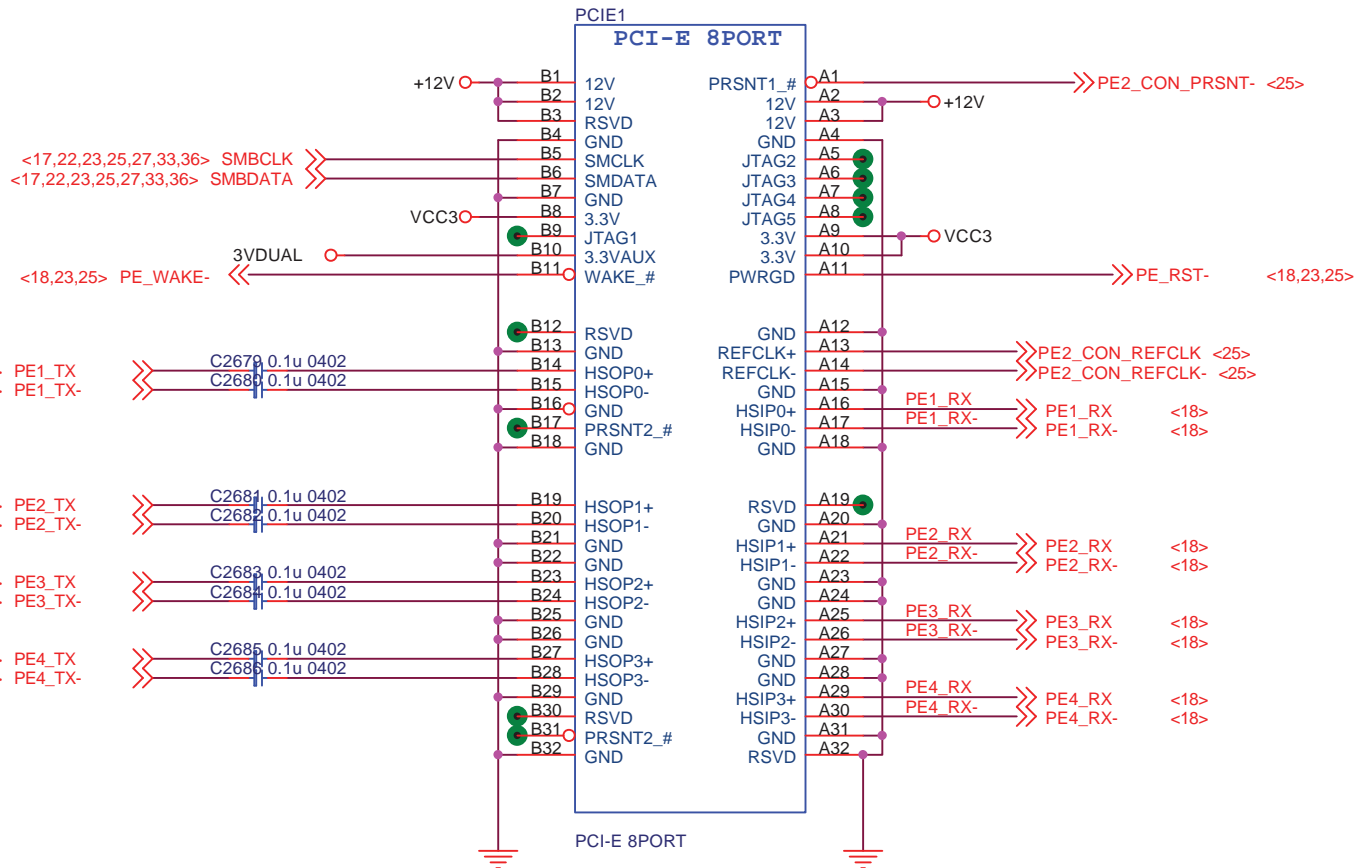 PCIE1
PCI-E 8PORT
+12V B1 12V PRSNT1_# A1 PE2_CON_PRSNT- <25>
B2 12V 12V A2 +12V
B3 RSVD 12V A3
B4 GND GND A4
<17,22,23,25,27,33,36> SMBCLK B5 SMCLK JTAG2 A5
<17,22,23,25,27,33,36> SMBDATA B6 SMDATA JTAG3 A6
B7 GND JTAG4 A7
VCC3 B8 3.3V JTAG5 A8
B9 JTAG1 3.3V A9 VCC3
3VDUAL B10 3.3VAUX 3.3V A10
<18,23,25> PE_WAKE- B11 WAKE_# PWRGD A11 PE_RST- <18,23,25>
B12 RSVD GND A12
B13 GND REFCLK+ A13 PE2_CON_REFCLK <25>
PE1_TX C2679 0.1u 0402 B14 HSOP0+ REFCLK- A14 PE2_CON_REFCLK- <25>
PE1_TX- C2680 0.1u 0402 B15 HSOP0- GND A15
B16 GND HSIP0+ A16 PE1_RX PE1_RX <18>
B17 PRSNT2_# HSIP0- A17 PE1_RX- PE1_RX- <18>
B18 GND GND A18
PE2_TX C2681 0.1u 0402 B19 HSOP1+ RSVD A19
PE2_TX- C2682 0.1u 0402 B20 HSOP1- GND A20
B21 GND HSIP1+ A21 PE2_RX PE2_RX <18>
B22 GND HSIP1- A22 PE2_RX- PE2_RX- <18>
PE3_TX C2683 0.1u 0402 B23 HSOP2+ GND A23
PE3_TX- C2684 0.1u 0402 B24 HSOP2- GND A24
B25 GND HSIP2+ A25 PE3_RX PE3_RX <18>
B26 GND HSIP2- A26 PE3_RX- PE3_RX- <18>
PE4_TX C2685 0.1u 0402 B27 HSOP3+ GND A27
PE4_TX- C2686 0.1u 0402 B28 HSOP3- GND A28
B29 GND HSIP3+ A29 PE4_RX PE4_RX <18>
B30 RSVD HSIP3- A30 PE4_RX- PE4_RX- <18>
B31 PRSNT2_# GND A31
B32 GND RSVD A32
PCI-E 8PORT